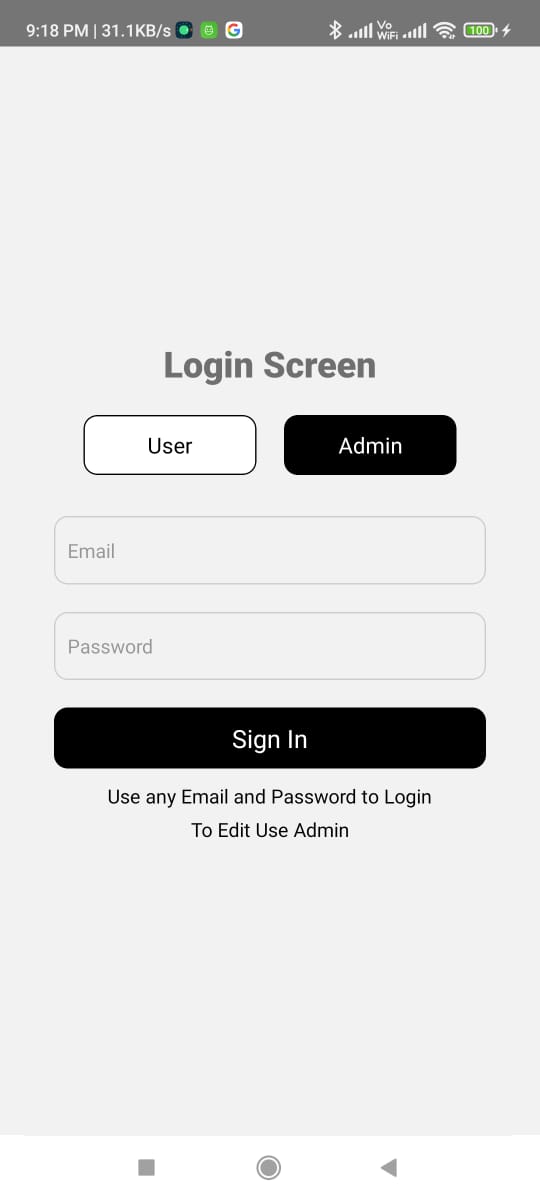 9:18 PM | 31.1KB/s Vo WiFi 100
Login Screen
User Admin
Email
Password
Sign In
Use any Email and Password to Login
To Edit Use Admin